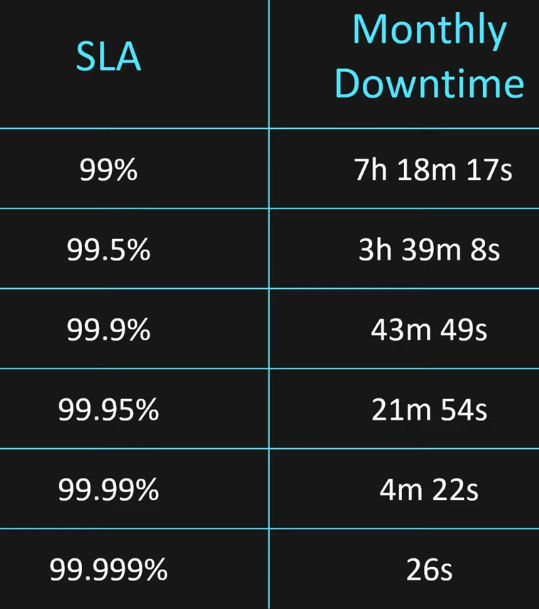 SLA
Monthly
Downtime
99%
7h 18m 17s
99.5%
3h 39m 8s
99.9%
43m 49s
99.95%
21m 54s
99.99%
4m 22s
99.999%
26s